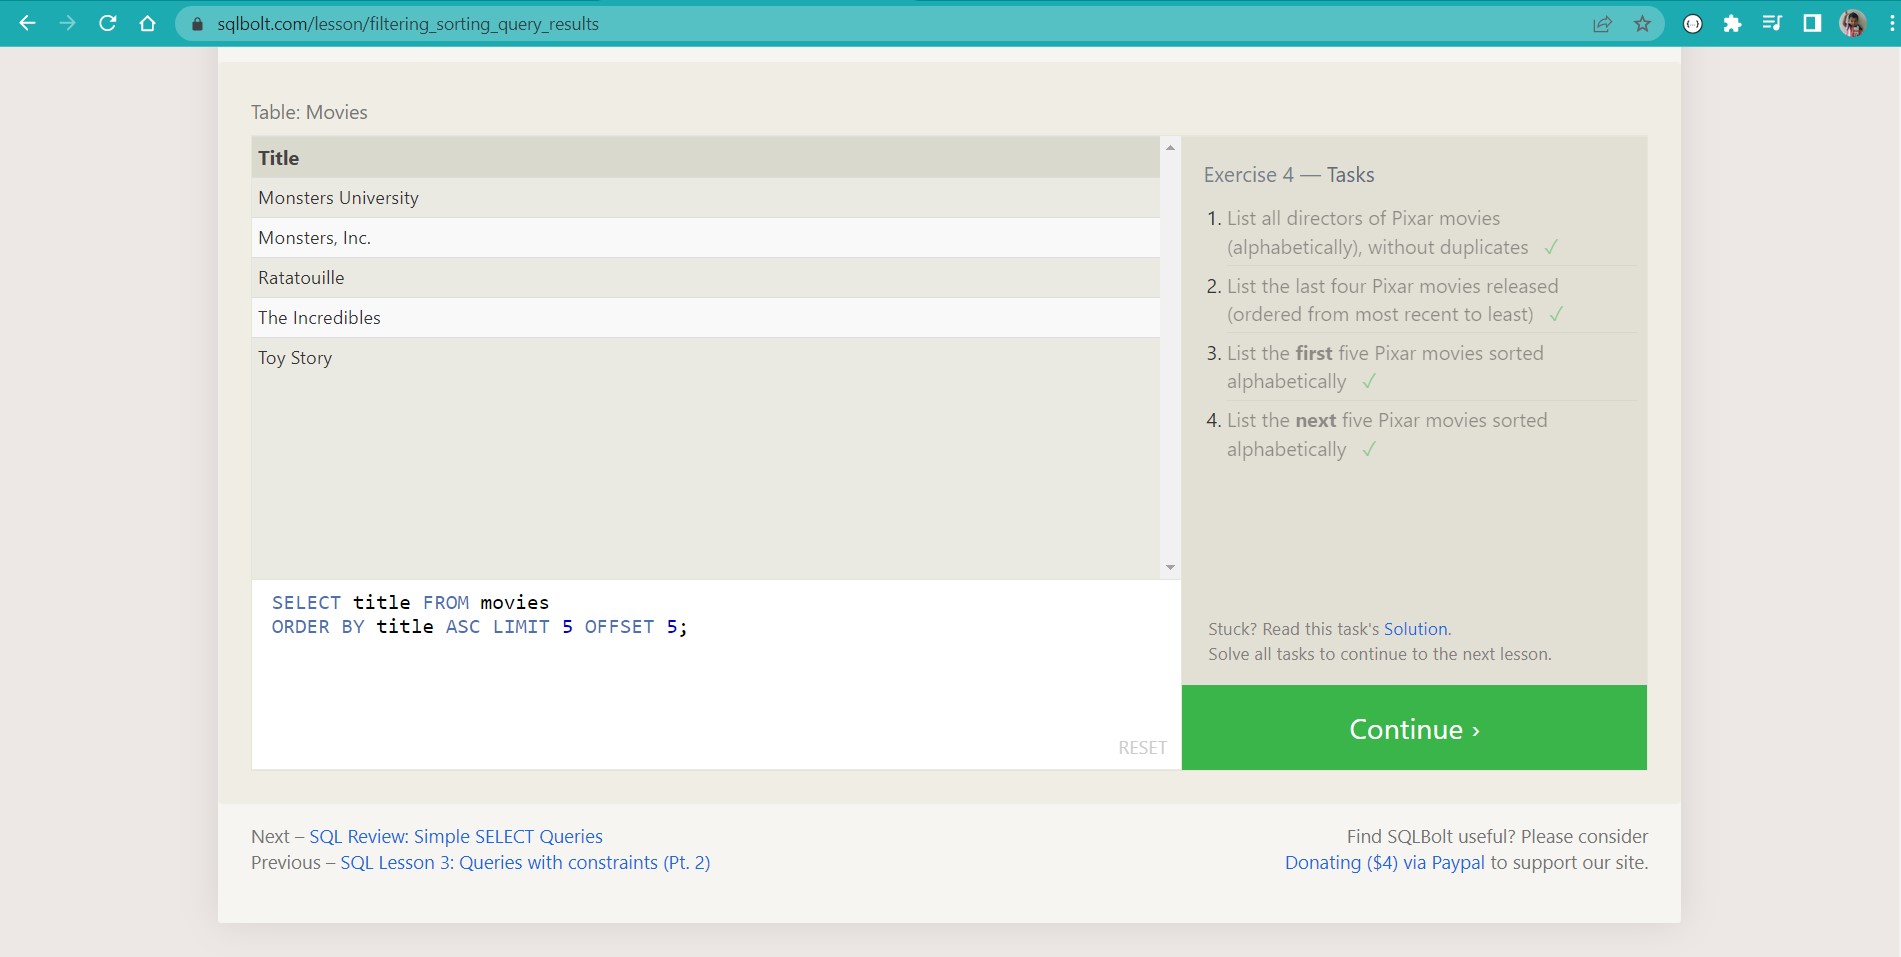 sqlbolt.com/lesson/filtering_sorting_query_results
Table: Movies
Title
Monsters University
Monsters, Inc.
Ratatouille
The Incredibles
Toy Story
SELECT title FROM movies
ORDER BY title ASC LIMIT 5 OFFSET 5;
RESET
Exercise 4 — Tasks
1. List all directors of Pixar movies
(alphabetically), without duplicates ✓
2. List the last four Pixar movies released
(ordered from most recent to least) ✓
3. List the first five Pixar movies sorted
alphabetically ✓
4. List the next five Pixar movies sorted
alphabetically ✓
Stuck? Read this task's Solution.
Solve all tasks to continue to the next lesson.
Continue ›
Next – SQL Review: Simple SELECT Queries
Previous – SQL Lesson 3: Queries with constraints (Pt. 2)
Find SQLBolt useful? Please consider
Donating ($4) via Paypal to support our site.